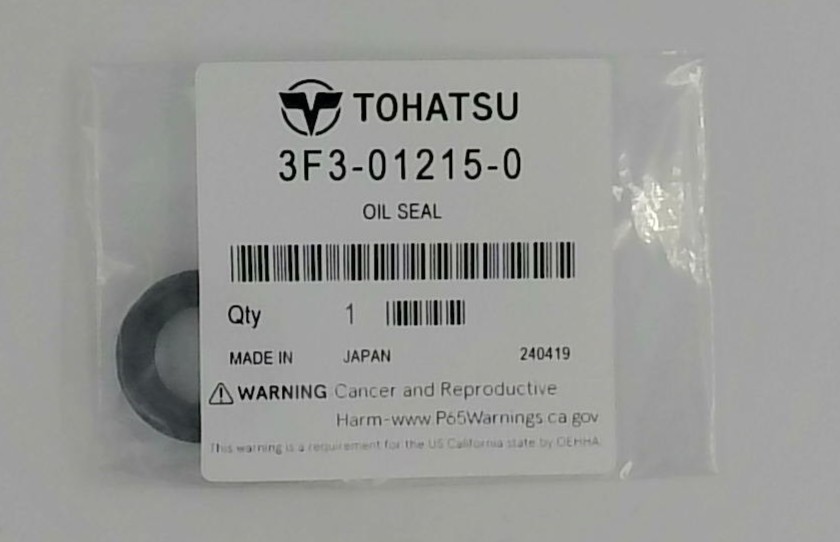 TOHATSU
3F3-01215-0
OIL SEAL
Qty 1
MADE IN JAPAN 240419
WARNING Cancer and Reproductive
Harm-www.P65Warnings.ca.gov
This warning is a requirement for the US California state by OEHHA.